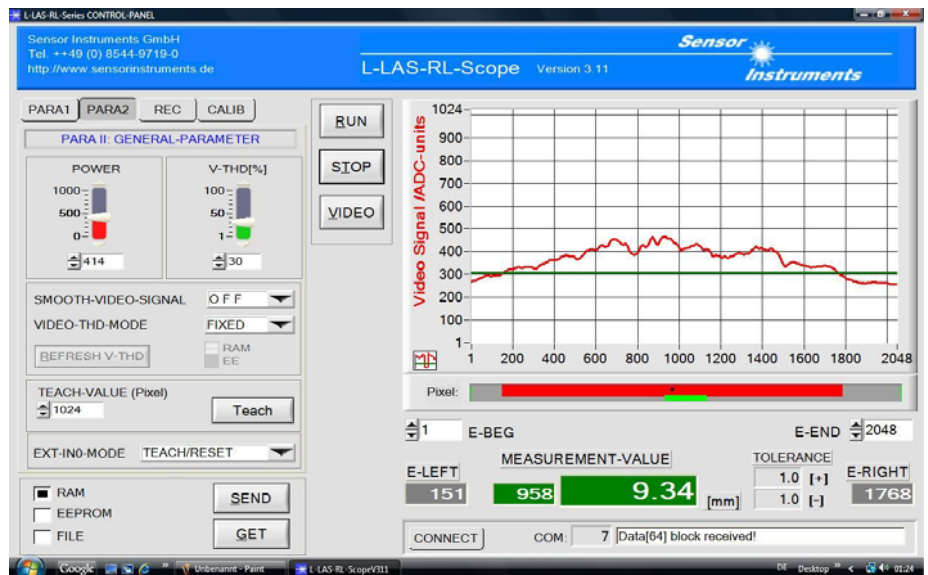 L-LAS-RL-Series CONTROL-PANEL
Sensor Instruments GmbH
Tel. ++49 (0) 8544-9719-0
http://www.sensorinstruments.de
L-LAS-RL-Scope Version 3.11
Sensor
Instruments
PARA1 PARA2 REC CALIB
PARA II: GENERAL-PARAMETER
POWER V-THD[%]
1000 100
500 50
0 1
414 30
SMOOTH-VIDEO-SIGNAL OFF
VIDEO-THD-MODE FIXED
REFRESH V-THD RAM
EE
TEACH-VALUE (Pixel)
1024 Teach
EXT-IN0-MODE TEACH/RESET
RAM
EEPROM
FILE
SEND
GET
RUN
STOP
VIDEO
Video Signal /ADC-units
1024
900
800
700
600
500
400
300
200
100
1
1 200 400 600 800 1000 1200 1400 1600 1800 2048
Pixel:
1 E-BEG E-END 2048
MEASUREMENT-VALUE TOLERANCE
E-LEFT 1.0 [+] E-RIGHT
151 958 9.34 [mm] 1.0 [-] 1768
CONNECT COM: 7 Data[64] block received!
Google " Unbenannt - Paint L-LAS-RL-ScopeV311 DE Desktop " < 01:24